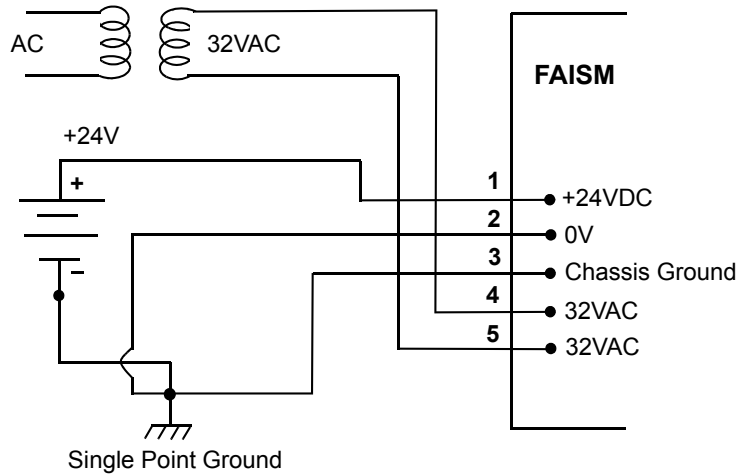 AC
32VAC
FAISM
+24V
+
−
1
+24VDC
2
0V
3
Chassis Ground
4
32VAC
5
32VAC
Single Point Ground